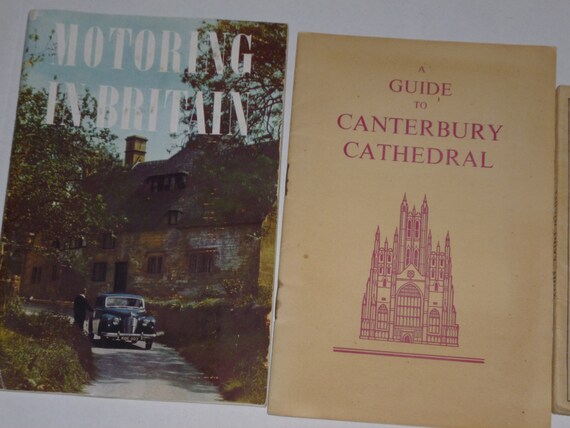 MOTORING
IN BRITAIN
A
GUIDE
TO
CANTERBURY
CATHEDRAL